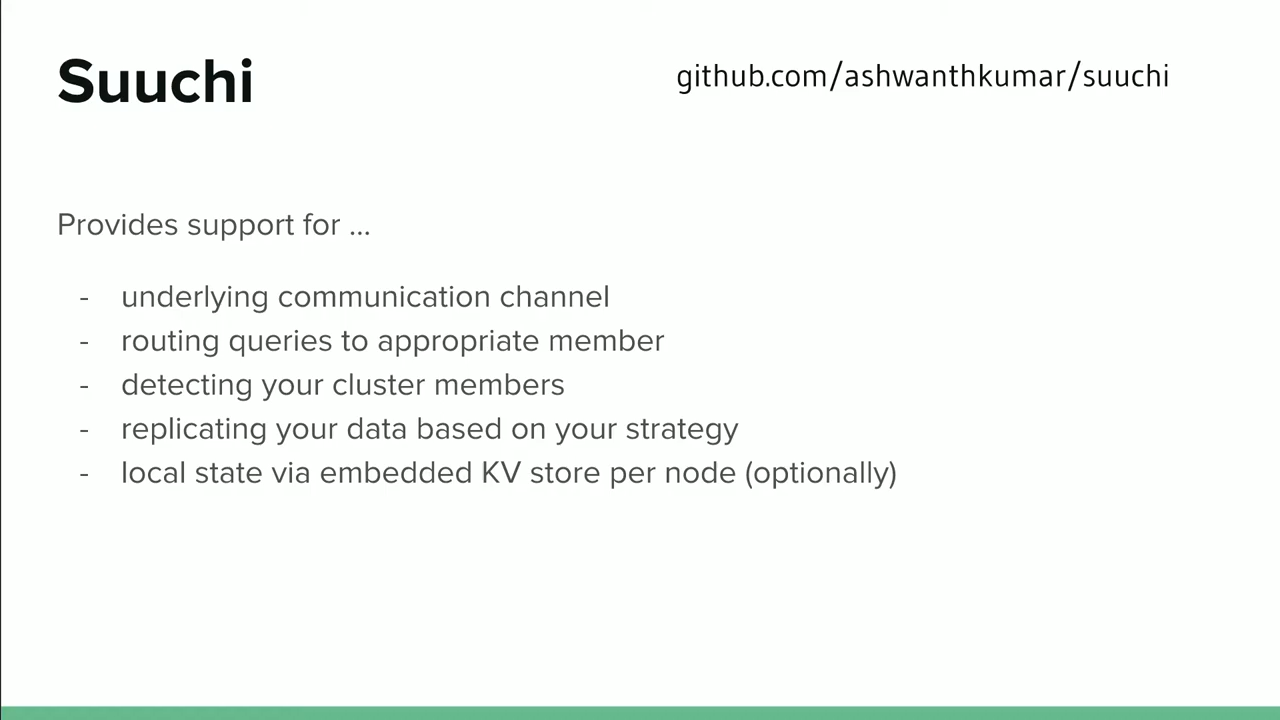 Suuchi
github.com/ashwanthkumar/suuchi
Provides support for ...
- underlying communication channel
- routing queries to appropriate member
- detecting your cluster members
- replicating your data based on your strategy
- local state via embedded KV store per node (optionally)